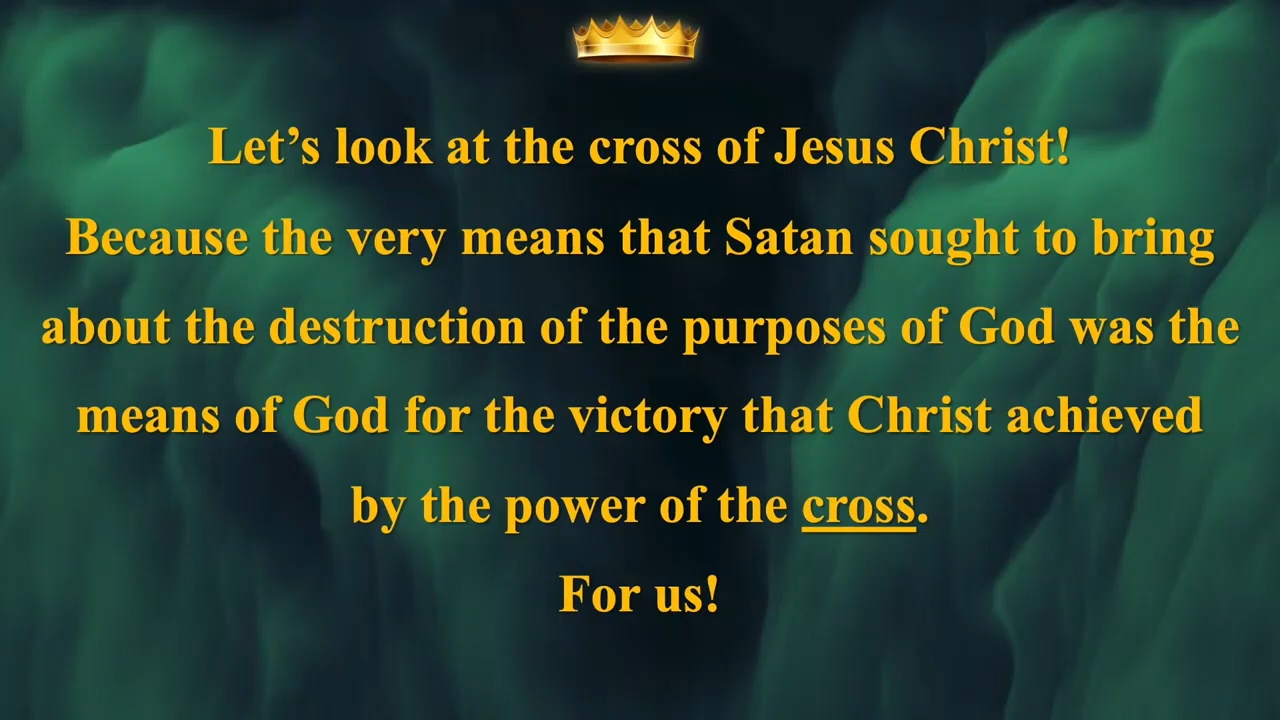 Let’s look at the cross of Jesus Christ!
Because the very means that Satan sought to bring
about the destruction of the purposes of God was the
means of God for the victory that Christ achieved
by the power of the cross.
For us!